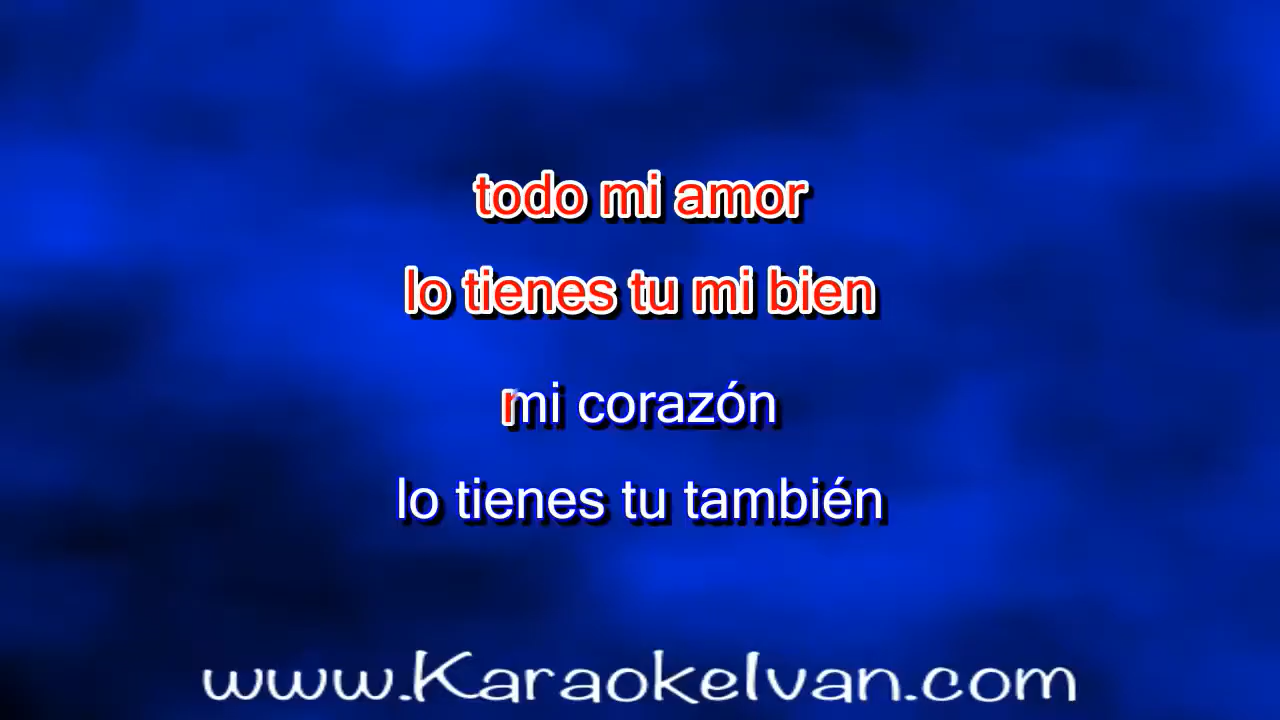 todo mi amor
lo tienes tu mi bien
mi corazón
lo tienes tu también
www.KaraokeIvan.com